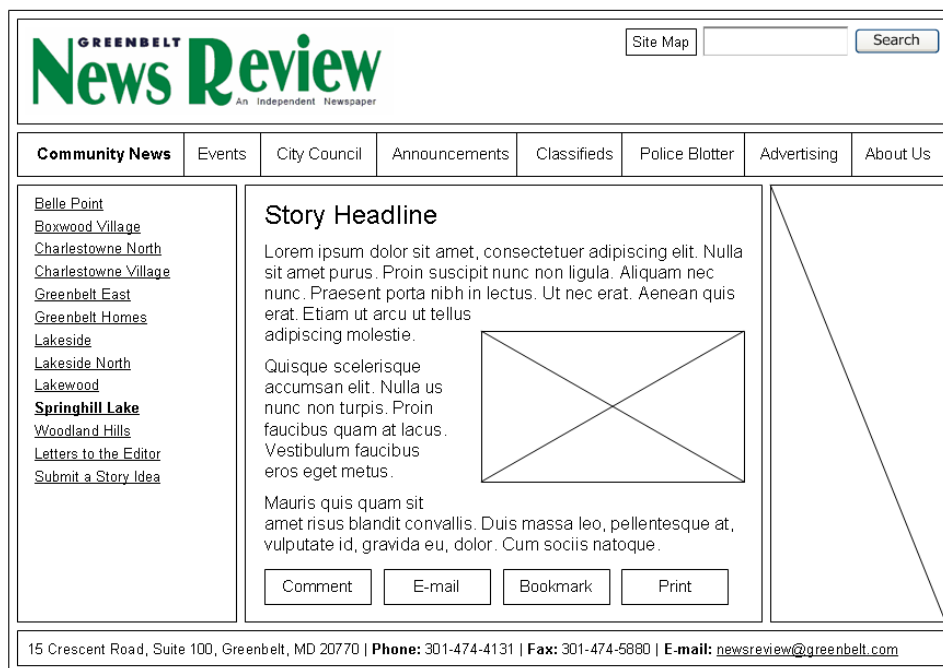 GREENBELT
News Review
An Independent Newspaper
Site Map
Search
Community News
Events
City Council
Announcements
Classifieds
Police Blotter
Advertising
About Us
Belle Point
Boxwood Village
Charlestowne North
Charlestowne Village
Greenbelt East
Greenbelt Homes
Lakeside
Lakeside North
Lakewood
Springhill Lake
Woodland Hills
Letters to the Editor
Submit a Story Idea
Story Headline
Lorem ipsum dolor sit amet, consectetuer adipiscing elit. Nulla
sit amet purus. Proin suscipit nunc non ligula. Aliquam nec
nunc. Praesent porta nibh in lectus. Ut nec erat. Aenean quis
erat. Etiam ut arcu ut tellus
adipiscing molestie.
Quisque scelerisque
accumsan elit. Nulla us
nunc non turpis. Proin
faucibus quam at lacus.
Vestibulum faucibus
eros eget metus.
Mauris quis quam sit
amet risus blandit convallis. Duis massa leo, pellentesque at,
vulputate id, gravida eu, dolor. Cum sociis natoque.
Comment
E-mail
Bookmark
Print
15 Crescent Road, Suite 100, Greenbelt, MD 20770 | Phone: 301-474-4131 | Fax: 301-474-5880 | E-mail: newsreview@greenbelt.com